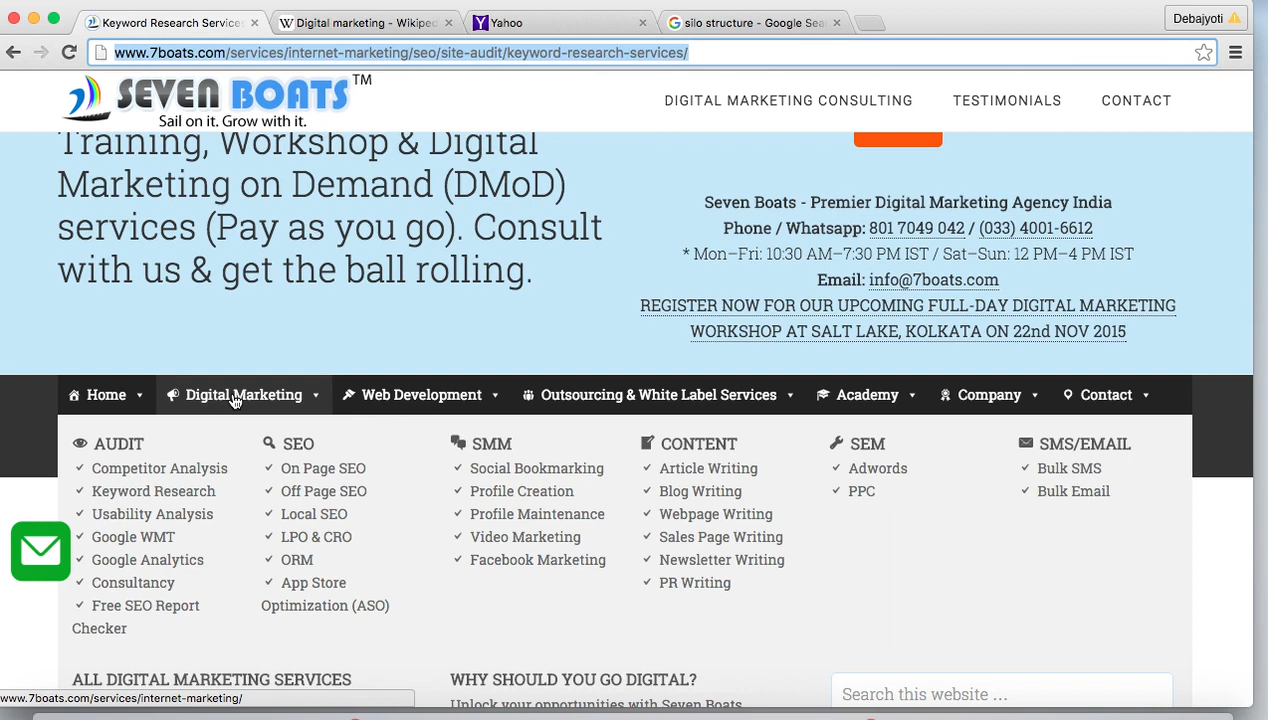 Keyword Research Services
Digital marketing - Wikiped
Yahoo
silo structure - Google Sea
Debajyoti
www.7boats.com/services/internet-marketing/seo/site-audit/keyword-research-services/
SEVEN BOATS TM
Sail on it. Grow with it.
DIGITAL MARKETING CONSULTING
TESTIMONIALS
CONTACT
Training, Workshop & Digital
Marketing on Demand (DMoD)
services (Pay as you go). Consult
with us & get the ball rolling.
Seven Boats - Premier Digital Marketing Agency India
Phone / Whatsapp: 801 7049 042 / (033) 4001-6612
* Mon–Fri: 10:30 AM–7:30 PM IST / Sat–Sun: 12 PM–4 PM IST
Email: info@7boats.com
REGISTER NOW FOR OUR UPCOMING FULL-DAY DIGITAL MARKETING
WORKSHOP AT SALT LAKE, KOLKATA ON 22nd NOV 2015
Home
Digital Marketing
Web Development
Outsourcing & White Label Services
Academy
Company
Contact
AUDIT
Competitor Analysis
Keyword Research
Usability Analysis
Google WMT
Google Analytics
Consultancy
Free SEO Report
Checker
SEO
On Page SEO
Off Page SEO
Local SEO
LPO & CRO
ORM
App Store
Optimization (ASO)
SMM
Social Bookmarking
Profile Creation
Profile Maintenance
Video Marketing
Facebook Marketing
CONTENT
Article Writing
Blog Writing
Webpage Writing
Sales Page Writing
Newsletter Writing
PR Writing
SEM
Adwords
PPC
SMS/EMAIL
Bulk SMS
Bulk Email
ALL DIGITAL MARKETING SERVICES
WHY SHOULD YOU GO DIGITAL?
Unlock your opportunities with Seven Boats
Search this website …
www.7boats.com/services/internet-marketing/